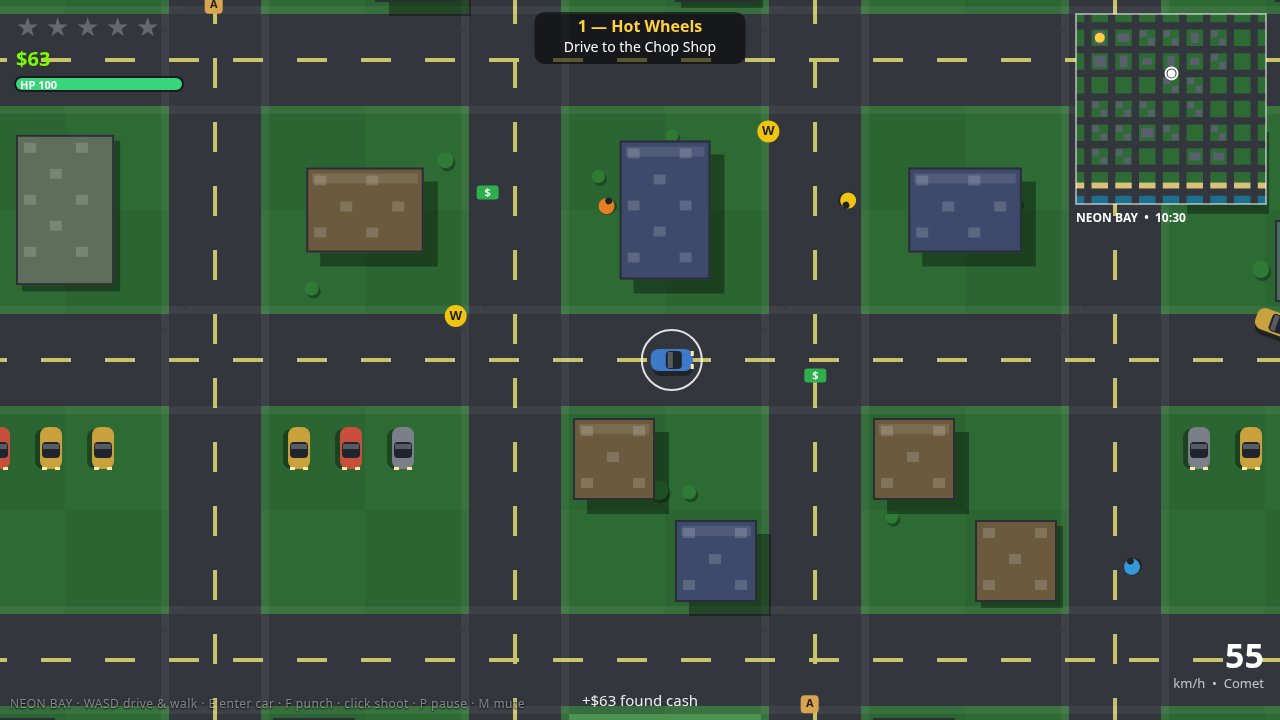 A
★★★★★
1 — Hot Wheels
Drive to the Chop Shop
$63
HP 100
W
$
NEON BAY • 10:30
W
$
55
km/h • Comet
NEON BAY · WASD drive & walk · E enter car · F punch · click shoot · P pause · M mute
+$63 found cash
A